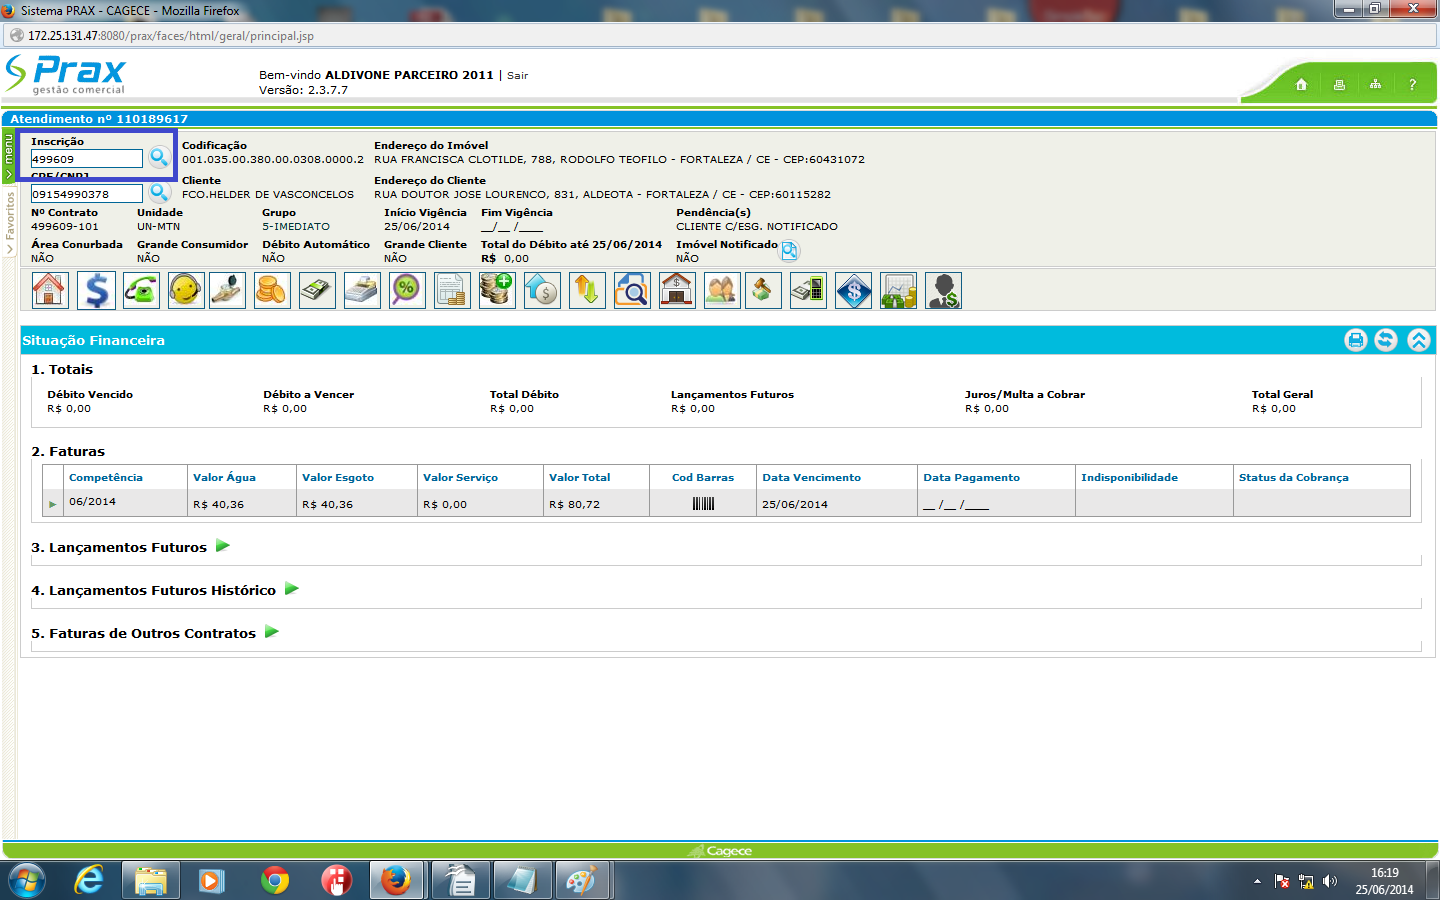 Sistema PRAX - CAGECE - Mozilla Firefox
172.25.131.47:8080/prax/faces/html/geral/principal.jsp
Prax
gestão comercial
Bem-vindo ALDIVONE PARCEIRO 2011 | Sair
Versão: 2.3.7.7
?
Atendimento nº 110189617
menu
Favoritos
Inscrição Codificação Endereço do Imóvel
499609 001.035.00.380.00.0308.0000.2 RUA FRANCISCA CLOTILDE, 788, RODOLFO TEOFILO - FORTALEZA / CE - CEP:60431072
CPF/CNPJ Cliente Endereço do Cliente
09154990378 FCO.HELDER DE VASCONCELOS RUA DOUTOR JOSE LOURENCO, 831, ALDEOTA - FORTALEZA / CE - CEP:60115282
Nº Contrato Unidade Grupo Início Vigência Fim Vigência Pendência(s)
499609-101 UN-MTN 5-IMEDIATO 25/06/2014 __/__ /____ CLIENTE C/ESG. NOTIFICADO
Área Conurbada Grande Consumidor Débito Automático Grande Cliente Total do Débito até 25/06/2014 Imóvel Notificado
NÃO NÃO NÃO NÃO R$ 0,00 NÃO
Situação Financeira
1. Totais
Débito Vencido Débito a Vencer Total Débito Lançamentos Futuros Juros/Multa a Cobrar Total Geral
R$ 0,00 R$ 0,00 R$ 0,00 R$ 0,00 R$ 0,00 R$ 0,00
2. Faturas
Competência Valor Água Valor Esgoto Valor Serviço Valor Total Cod Barras Data Vencimento Data Pagamento Indisponibilidade Status da Cobrança
06/2014 R$ 40,36 R$ 40,36 R$ 0,00 R$ 80,72 25/06/2014 __ /__ /____
3. Lançamentos Futuros
4. Lançamentos Futuros Histórico
5. Faturas de Outros Contratos
Cagece
16:19
25/06/2014